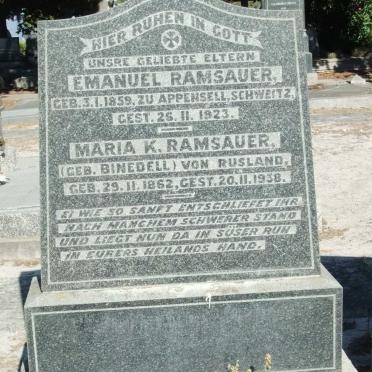 HIER RUHEN IN GOTT
UNSRE GELIEBTE ELTERN
EMANUEL RAMSAUER,
GEB. 3.1.1859, ZU APPENSELL, SCHWEITZ,
GEST. 26.11.1923.
MARIA K. RAMSAUER,
(GEB. BINEDELL) VON RUSLAND,
GEB. 29.11.1862, GEST. 20.11.1938.
EI WIE SO SANFT ENTSCHLIEFET IHR
NACH MANCHEM SCHWERER STAND
UND LIEGT NUN DA IN SÜSER RUH
IN EURERS HEILANDS HAND.